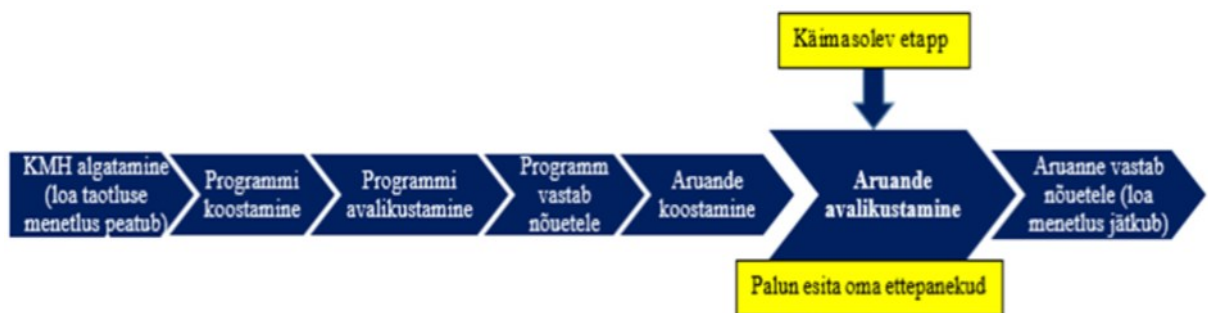 Käimasolev etapp
KMH algatamine
(loa taotluse
menetlus peatub)
Programmi
koostamine
Programmi
avalikustamine
Programm
vastab
nõuetele
Aruande
koostamine
Aruande
avalikustamine
Aruanne vastab
nõuetele (loa
menetlus jätkub)
Palun esita oma ettepanekud